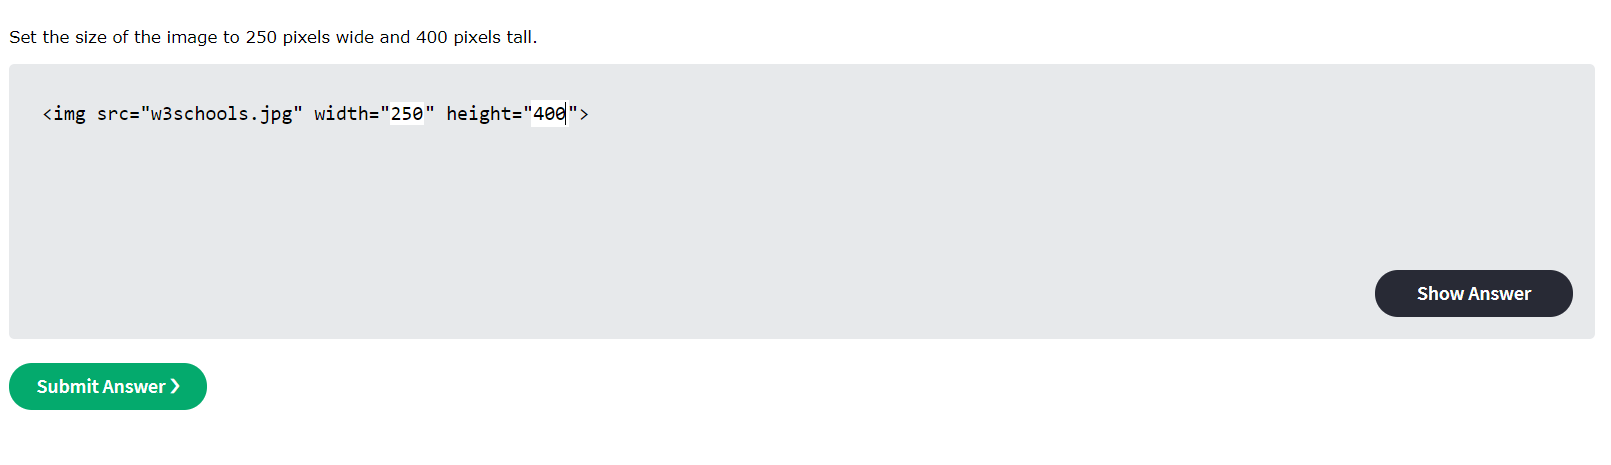 Set the size of the image to 250 pixels wide and 400 pixels tall.
<img src="w3schools.jpg" width="250" height="400">
Show Answer
Submit Answer ❯